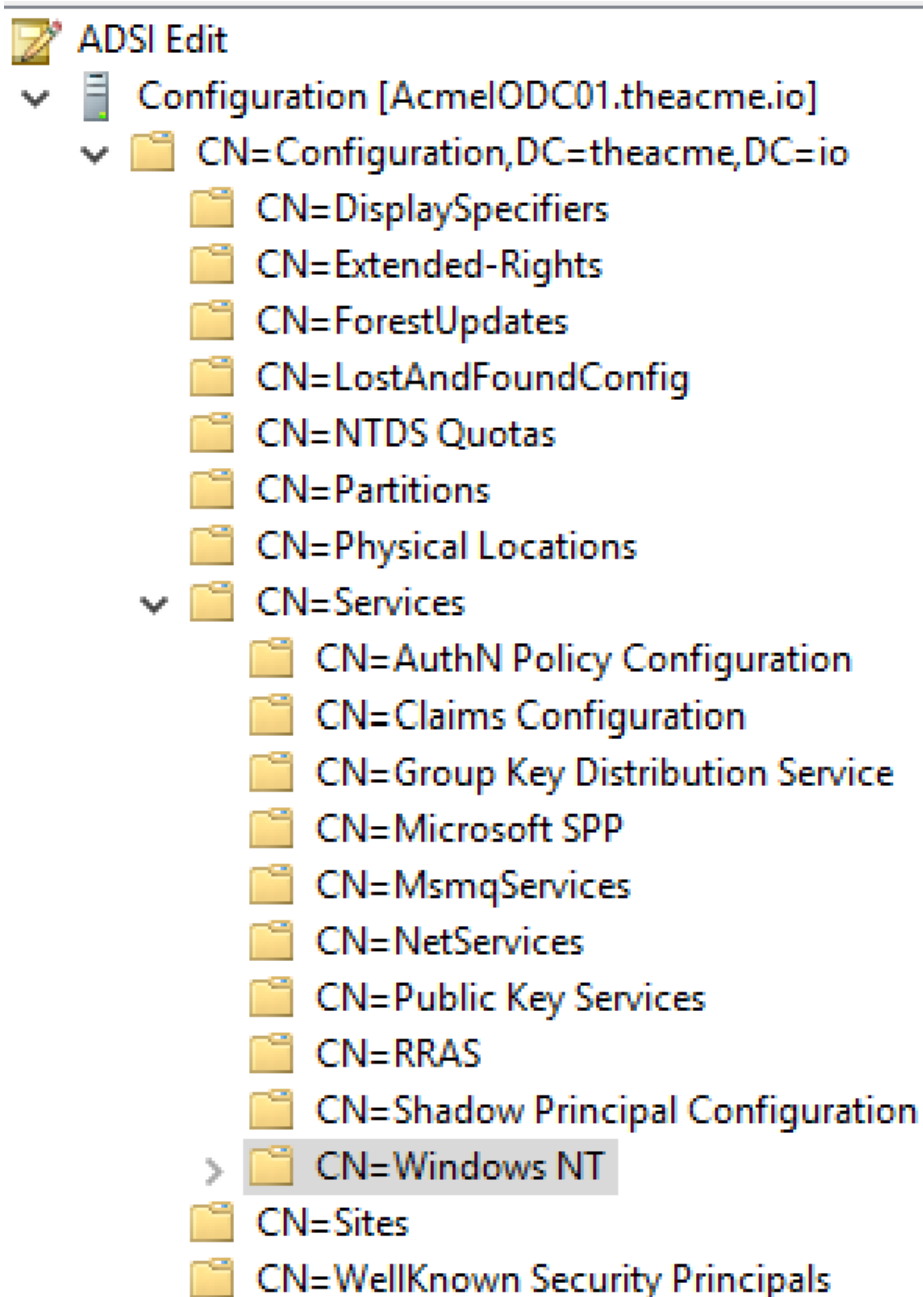 ADSI Edit
Configuration [AcmeIODC01.theacme.io]
CN=Configuration,DC=theacme,DC=io
CN=DisplaySpecifiers
CN=Extended-Rights
CN=ForestUpdates
CN=LostAndFoundConfig
CN=NTDS Quotas
CN=Partitions
CN=Physical Locations
CN=Services
CN=AuthN Policy Configuration
CN=Claims Configuration
CN=Group Key Distribution Service
CN=Microsoft SPP
CN=MsmqServices
CN=NetServices
CN=Public Key Services
CN=RRAS
CN=Shadow Principal Configuration
CN=Windows NT
CN=Sites
CN=WellKnown Security Principals